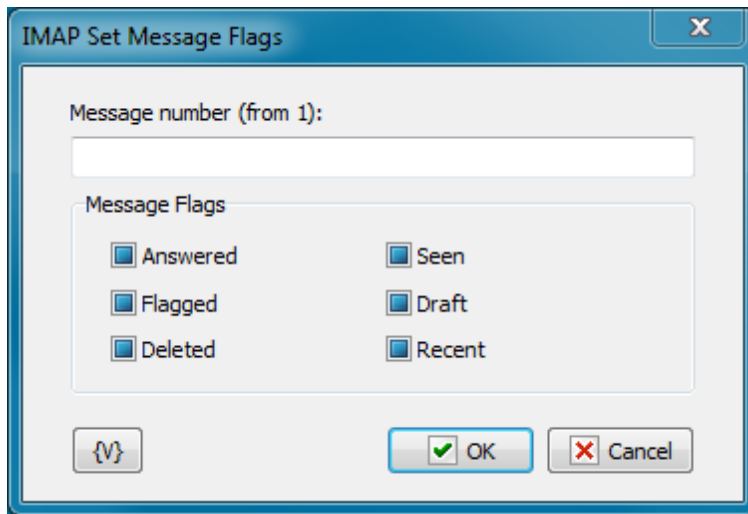 IMAP Set Message Flags
Message number (from 1):
Message Flags
Answered Seen
Flagged Draft
Deleted Recent
{V} OK Cancel